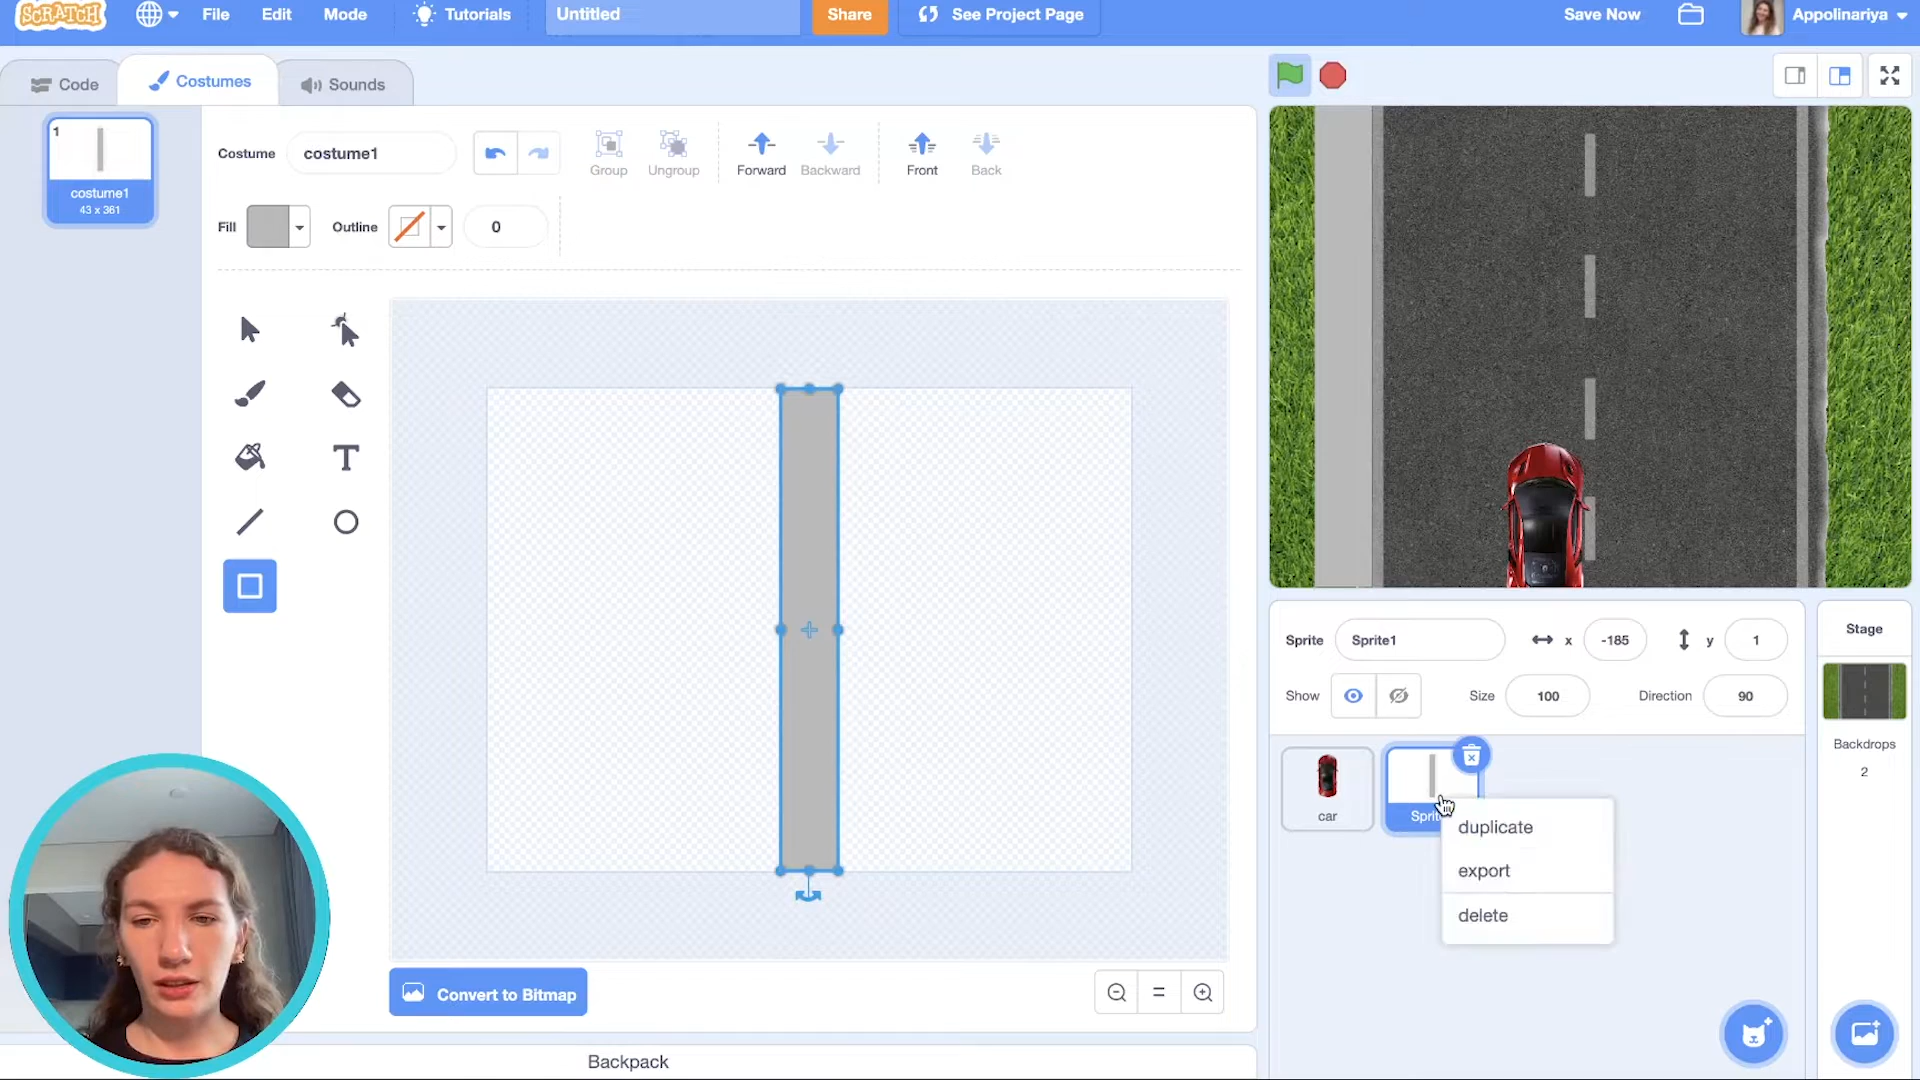 SCRATCH
File
Edit
Mode
Tutorials
Untitled
Share
See Project Page
Save Now
Appolinariya
Code
Costumes
Sounds
1
costume1
43 x 361
Costume
costume1
Group
Ungroup
Forward
Backward
Front
Back
Fill
Outline
0
T
Convert to Bitmap
Backpack
Sprite
Sprite1
x
-185
y
1
Show
Size
100
Direction
90
car
duplicate
export
delete
Stage
Backdrops
2